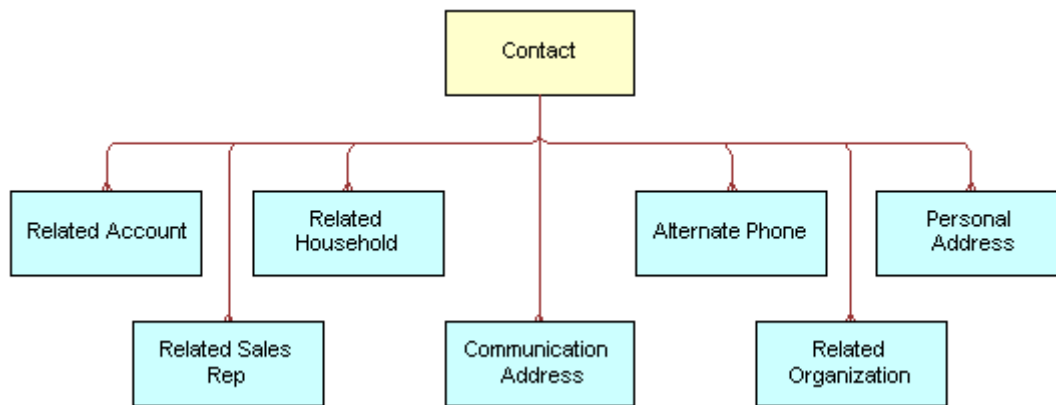 Contact
Related Account
Related
Household
Alternate Phone
Personal
Address
Related Sales
Rep
Communication
Address
Related
Organization